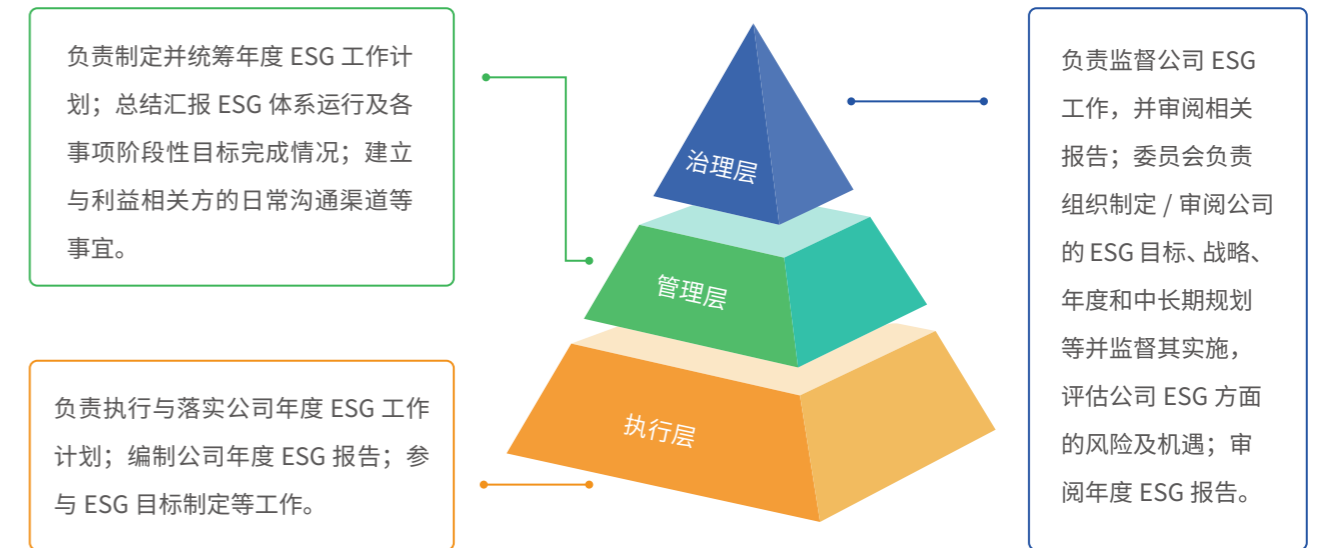 负责制定并统筹年度 ESG 工作计
划；总结汇报 ESG 体系运行及各
事项阶段性目标完成情况；建立
与利益相关方的日常沟通渠道等
事宜。
负责执行与落实公司年度 ESG 工作
计划；编制公司年度 ESG 报告；参
与 ESG 目标制定等工作。
治理层
管理层
执行层
负责监督公司 ESG
工作，并审阅相关
报告；委员会负责
组织制定 / 审阅公司
的 ESG 目标、战略、
年度和中长期规划
等并监督其实施，
评估公司 ESG 方面
的风险及机遇；审
阅年度 ESG 报告。